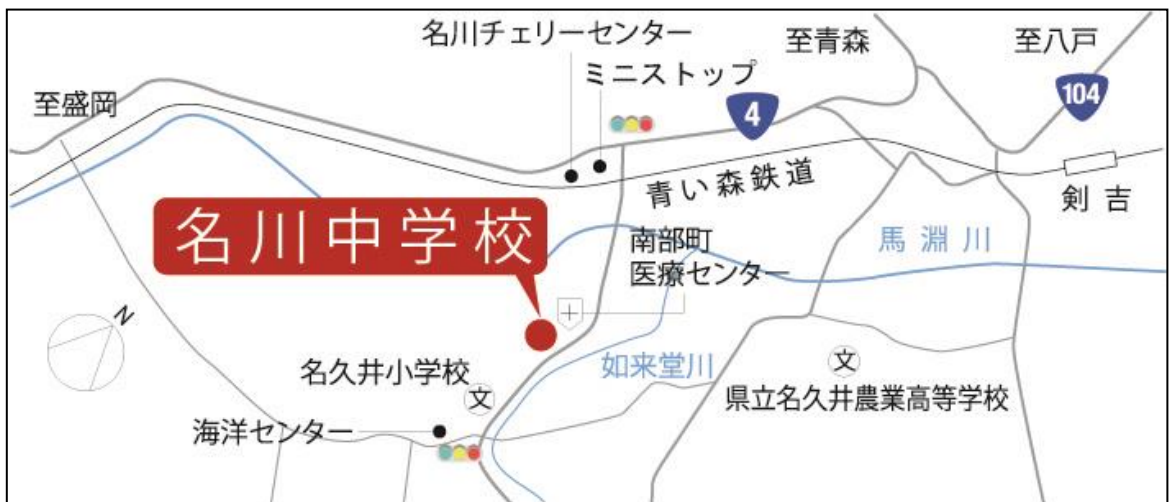 名川チェリーセンター
ミニストップ
至青森
至八戸
至盛岡
4
104
青い森鉄道
剣吉
名川中学校
南部町
医療センター
馬淵川
N
如来堂川
名久井小学校
文
文
県立名久井農業高等学校
海洋センター